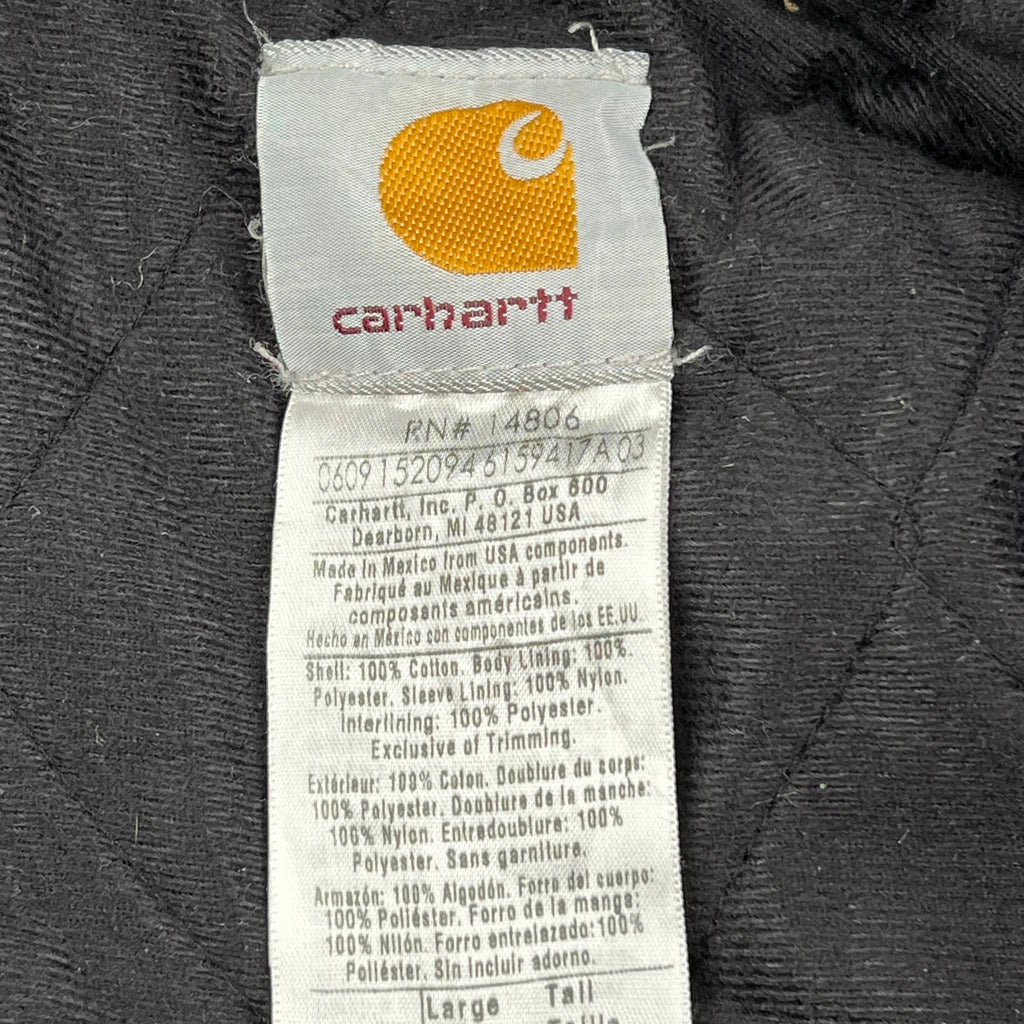 carhartt
RN# 14806
0609152094615941​7A 03
Carhartt, Inc. P. O. Box 600
Dearborn, MI 48121 USA
Made in Mexico from USA components.
Fabriqué au Mexique à partir de
composants américains.
Hecho en México con componentes de los EE.UU
Shell: 100% Cotton. Body Lining: 100%.
Polyester. Sleeve Lining: 100% Nylon.
Interlining: 100% Polyester.
Exclusive of Trimming.
Extérieur: 100% Coton. Doublure du corps:
100% Polyester. Doublure de la manche:
100% Nylon. Entredoublure: 100%
Polyester. Sans garniture.
Armazón: 100% Algodón. Forro del cuerpo:
100% Poliéster. Forro de la manga:
100% Nilón. Forro entrelazado: 100%
Poliéster. Sin incluir adorno.
Large Tall